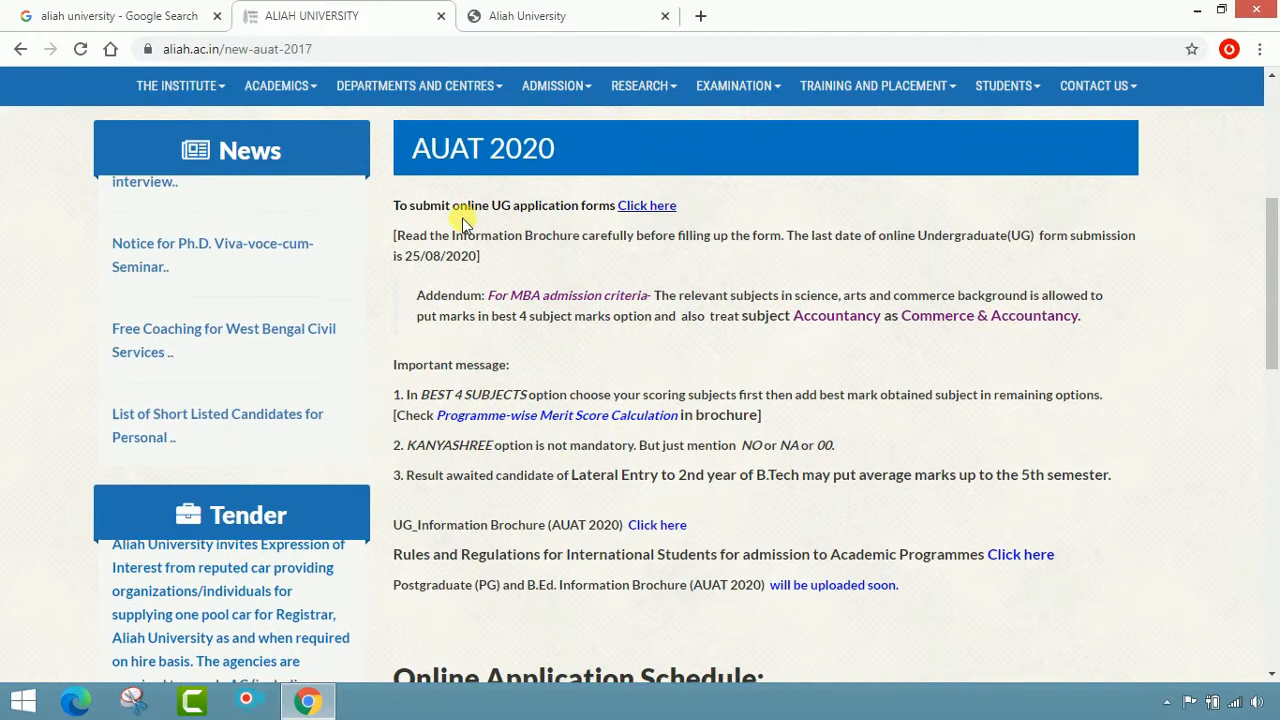 aliah university - Google Search
ALIAH UNIVERSITY
Aliah University
aliah.ac.in/new-auat-2017
THE INSTITUTE
ACADEMICS
DEPARTMENTS AND CENTRES
ADMISSION
RESEARCH
EXAMINATION
TRAINING AND PLACEMENT
STUDENTS
CONTACT US
News
interview..
Notice for Ph.D. Viva-voce-cum-
Seminar..
Free Coaching for West Bengal Civil
Services ..
List of Short Listed Candidates for
Personal ..
Tender
Aliah University invites Expression of
Interest from reputed car providing
organizations/individuals for
supplying one pool car for Registrar,
Aliah University as and when required
on hire basis. The agencies are
AUAT 2020
To submit online UG application forms Click here
[Read the Information Brochure carefully before filling up the form. The last date of online Undergraduate(UG) form submission
is 25/08/2020]
Addendum: For MBA admission criteria- The relevant subjects in science, arts and commerce background is allowed to
put marks in best 4 subject marks option and also treat subject Accountancy as Commerce & Accountancy.
Important message:
1. In BEST 4 SUBJECTS option choose your scoring subjects first then add best mark obtained subject in remaining options.
[Check Programme-wise Merit Score Calculation in brochure]
2. KANYASHREE option is not mandatory. But just mention NO or NA or 00.
3. Result awaited candidate of Lateral Entry to 2nd year of B.Tech may put average marks up to the 5th semester.
UG_Information Brochure (AUAT 2020) Click here
Rules and Regulations for International Students for admission to Academic Programmes Click here
Postgraduate (PG) and B.Ed. Information Brochure (AUAT 2020) will be uploaded soon.
Online Application Schedule: